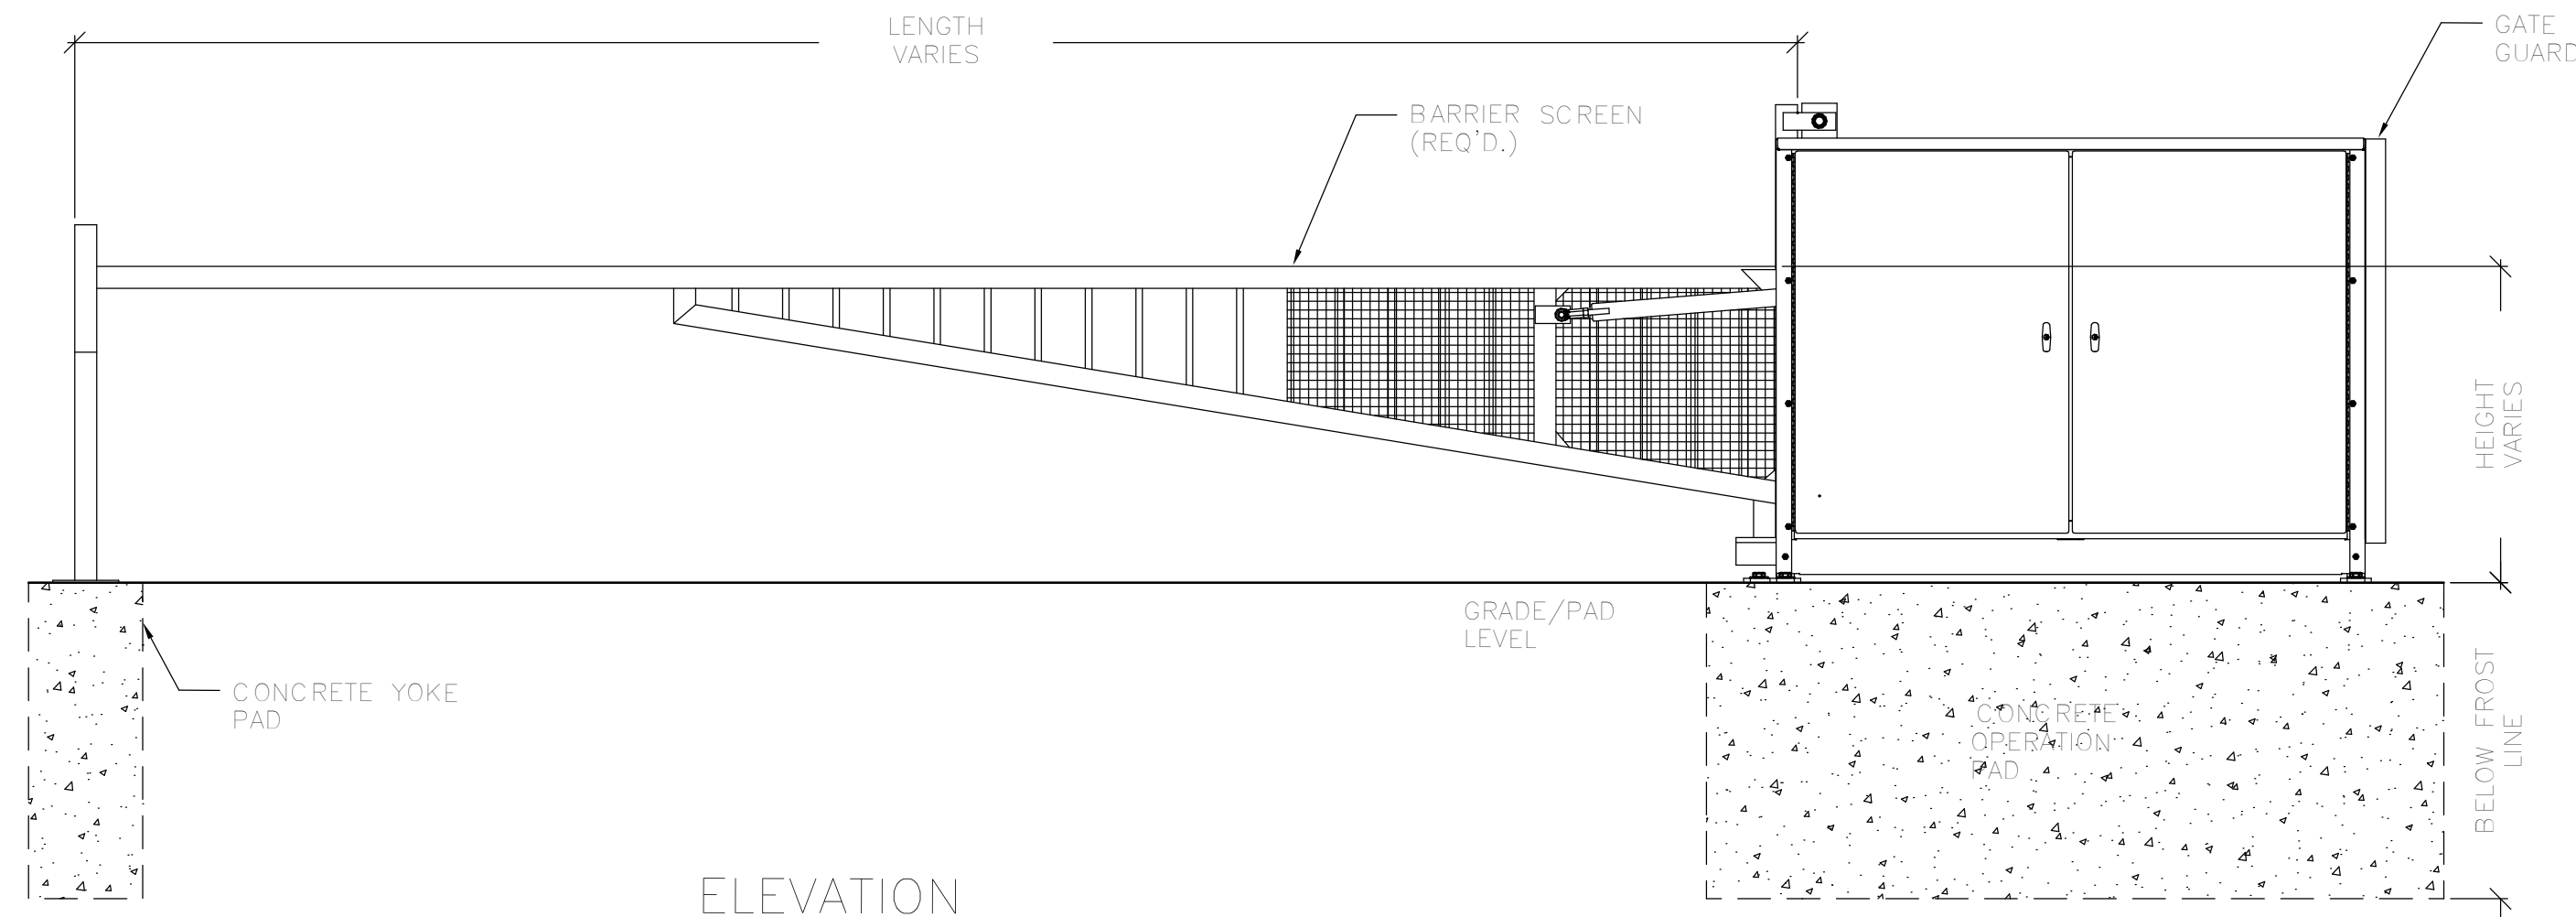 LENGTH
VARIES
GATE
GUARD
BARRIER SCREEN
(REQ'D.)
HEIGHT
VARIES
GRADE/PAD
LEVEL
CONCRETE YOKE
PAD
CONCRETE
OPERATION
PAD
BELOW FROST
LINE
ELEVATION